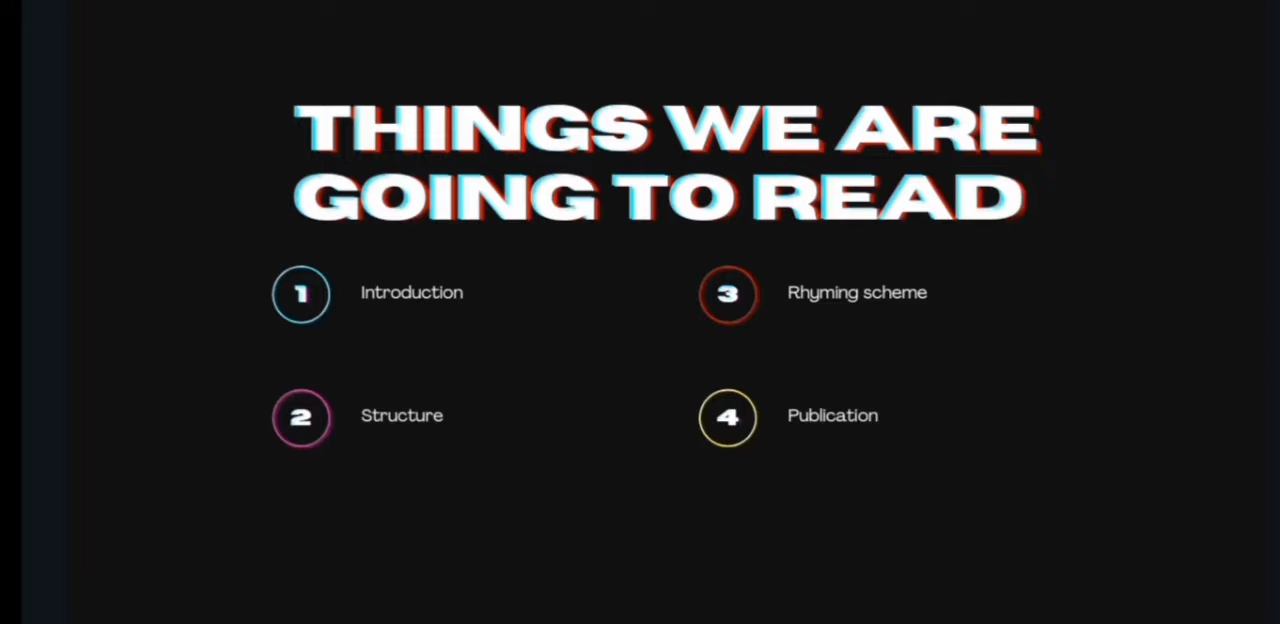 THINGS WE ARE
GOING TO READ
1 Introduction
2 Structure
3 Rhyming scheme
4 Publication